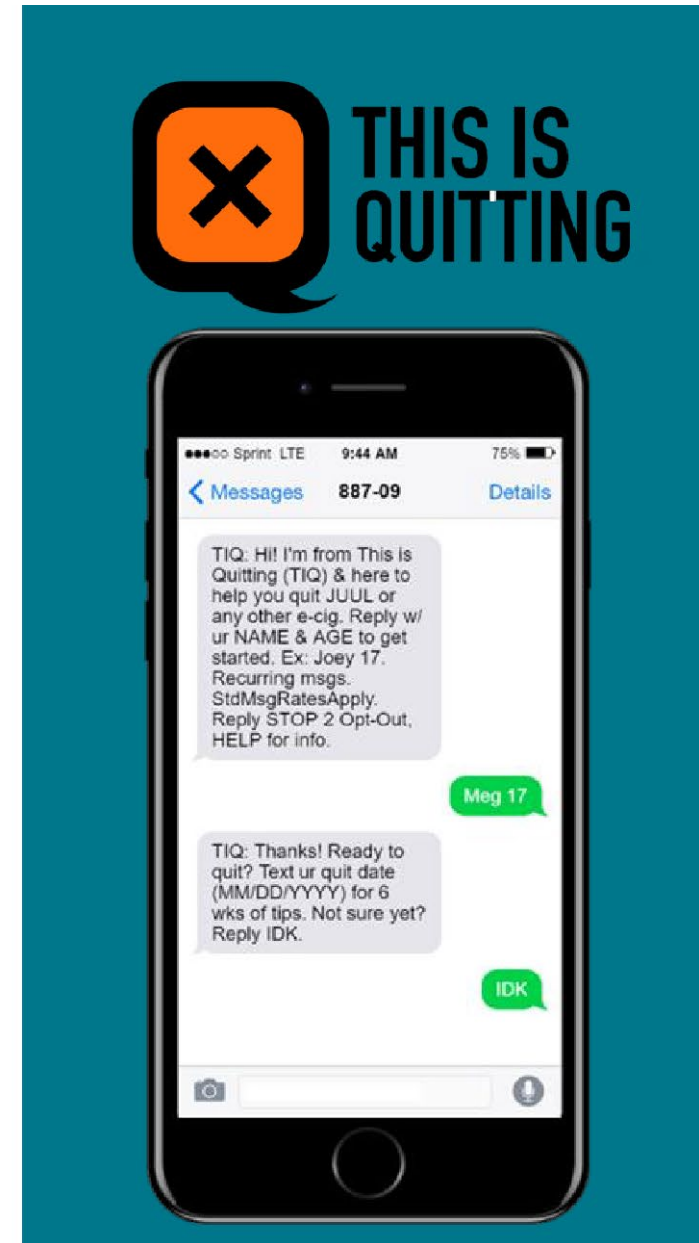 THIS IS
QUITTING
Sprint LTE 9:44 AM 75%
Messages 887-09 Details
TIQ: Hi! I'm from This is
Quitting (TIQ) & here to
help you quit JUUL or
any other e-cig. Reply w/
ur NAME & AGE to get
started. Ex: Joey 17.
Recurring msgs.
StdMsgRatesApply.
Reply STOP 2 Opt-Out,
HELP for info.
Meg 17
TIQ: Thanks! Ready to
quit? Text ur quit date
(MM/DD/YYYY) for 6
wks of tips. Not sure yet?
Reply IDK.
IDK